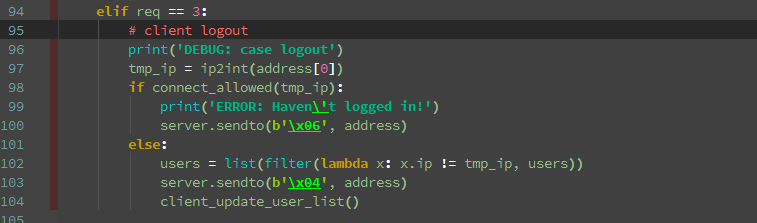 94 elif req == 3:
95 # client logout
96 print('DEBUG: case logout')
97 tmp_ip = ip2int(address[0])
98 if connect_allowed(tmp_ip):
99 print('ERROR: Haven\'t logged in!')
100 server.sendto(b'\x06', address)
101 else:
102 users = list(filter(lambda x: x.ip != tmp_ip, users))
103 server.sendto(b'\x04', address)
104 client_update_user_list()
105